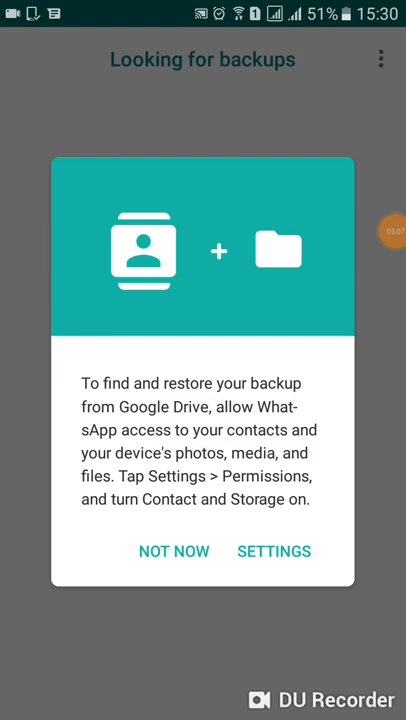 51% 15:30
Looking for backups
05:07
To find and restore your backup
from Google Drive, allow What-
sApp access to your contacts and
your device's photos, media, and
files. Tap Settings > Permissions,
and turn Contact and Storage on.
NOT NOW SETTINGS
DU Recorder